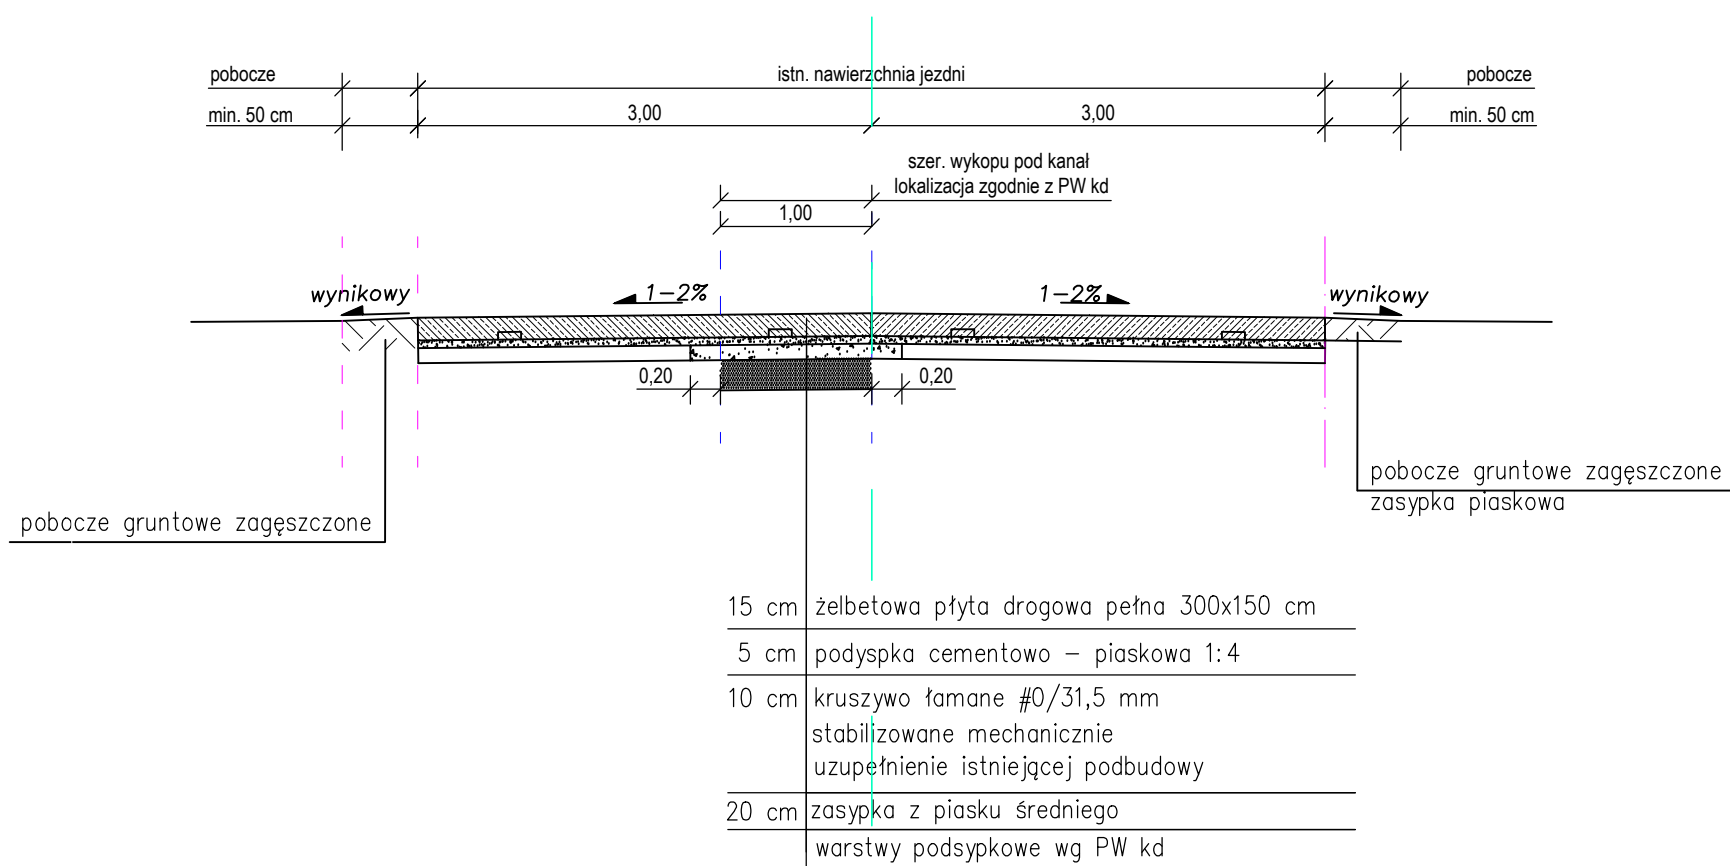 pobocze
istn. nawierzchnia jezdni
pobocze
min. 50 cm
3,00
3,00
min. 50 cm
szer. wykopu pod kanał
lokalizacja zgodnie z PW kd
1,00
wynikowy
1-2%
1-2%
wynikowy
0,20
0,20
pobocze gruntowe zagęszczone
zasypka piaskowa
pobocze gruntowe zagęszczone
15 cm żelbetowa płyta drogowa pełna 300x150 cm
5 cm podyspka cementowo – piaskowa 1:4
10 cm kruszywo łamane #0/31,5 mm
stabilizowane mechanicznie
uzupełnienie istniejącej podbudowy
20 cm zasypka z piasku średniego
warstwy podsypkowe wg PW kd